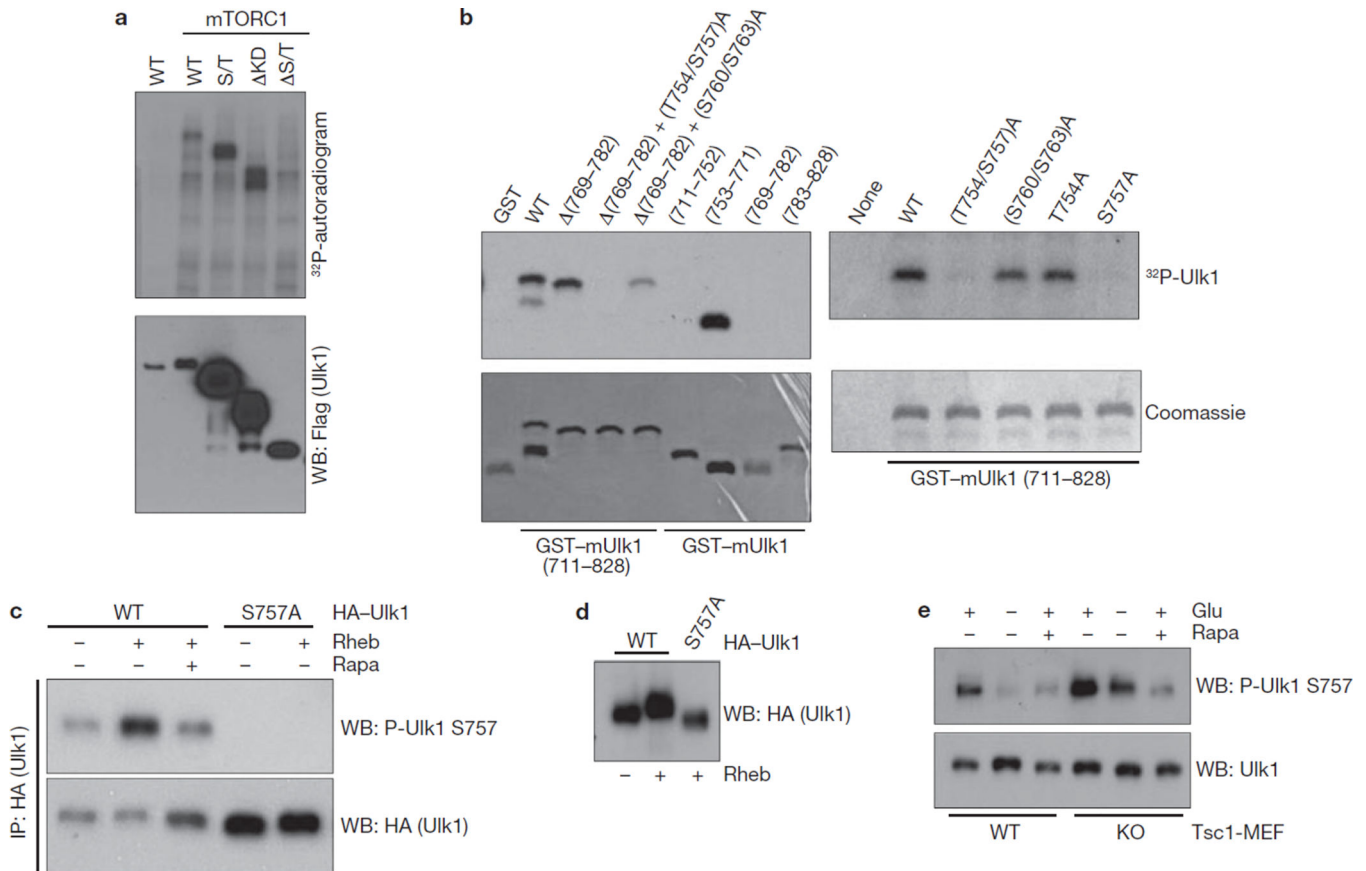 a
mTORC1
WT
WT
S/T
ΔKD
ΔS/T
³²P-autoradiogram
WB: Flag (Ulk1)
b
GST
WT
Δ(769–782)
Δ(769–782) + (T754/S757)A
Δ(769–782) + (S760/S763)A
(711–752)
(753–771)
(769–782)
(783–828)
GST–mUlk1
(711–828)
GST–mUlk1
None
WT
(T754/S757)A
(S760/S763)A
T754A
S757A
³²P-Ulk1
Coomassie
GST–mUlk1 (711–828)
c
WT S757A HA–Ulk1
– + + – + Rheb
– – + – – Rapa
IP: HA (Ulk1)
WB: P-Ulk1 S757
WB: HA (Ulk1)
d
WT S757A HA–Ulk1
WB: HA (Ulk1)
– + + Rheb
e
+ – + + – + Glu
– – + – – + Rapa
WB: P-Ulk1 S757
WB: Ulk1
WT KO Tsc1-MEF